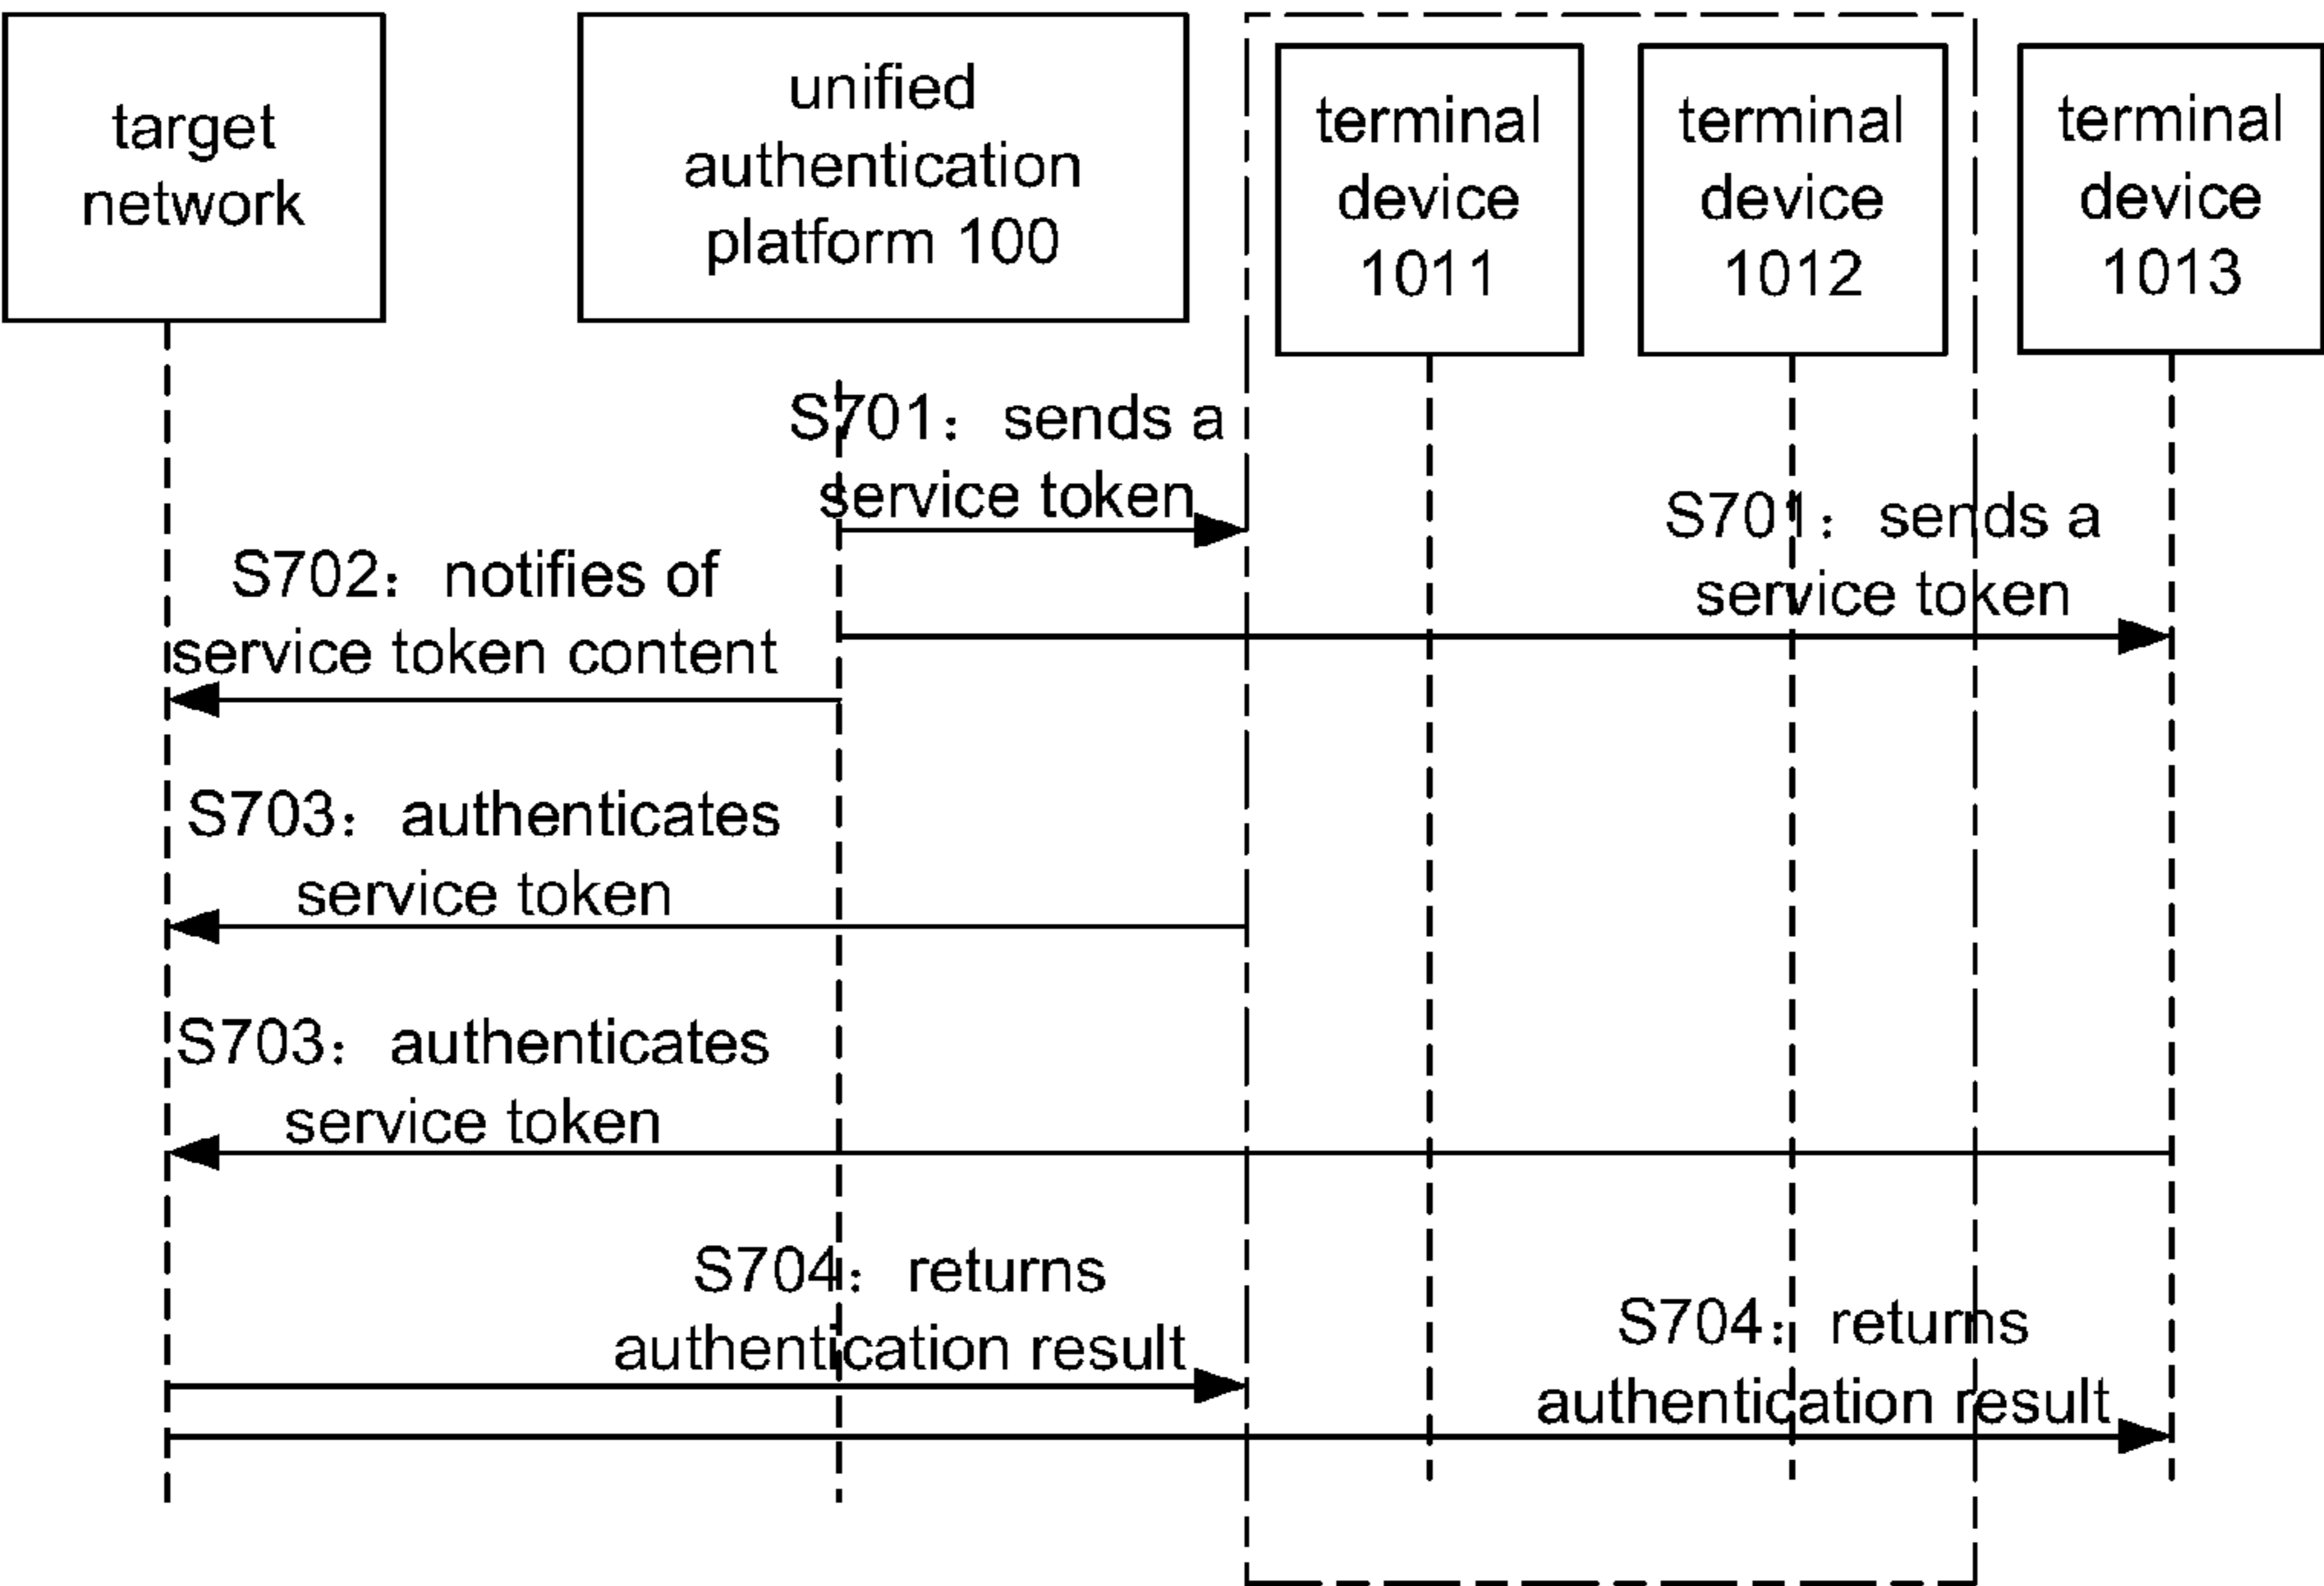 target
network
unified
authentication
platform 100
terminal
device
1011
terminal
device
1012
terminal
device
1013
S701： sends a
service token
S701： sends a
service token
S702： notifies of
service token content
S703： authenticates
service token
S703： authenticates
service token
S704： returns
authentication result
S704： returns
authentication result